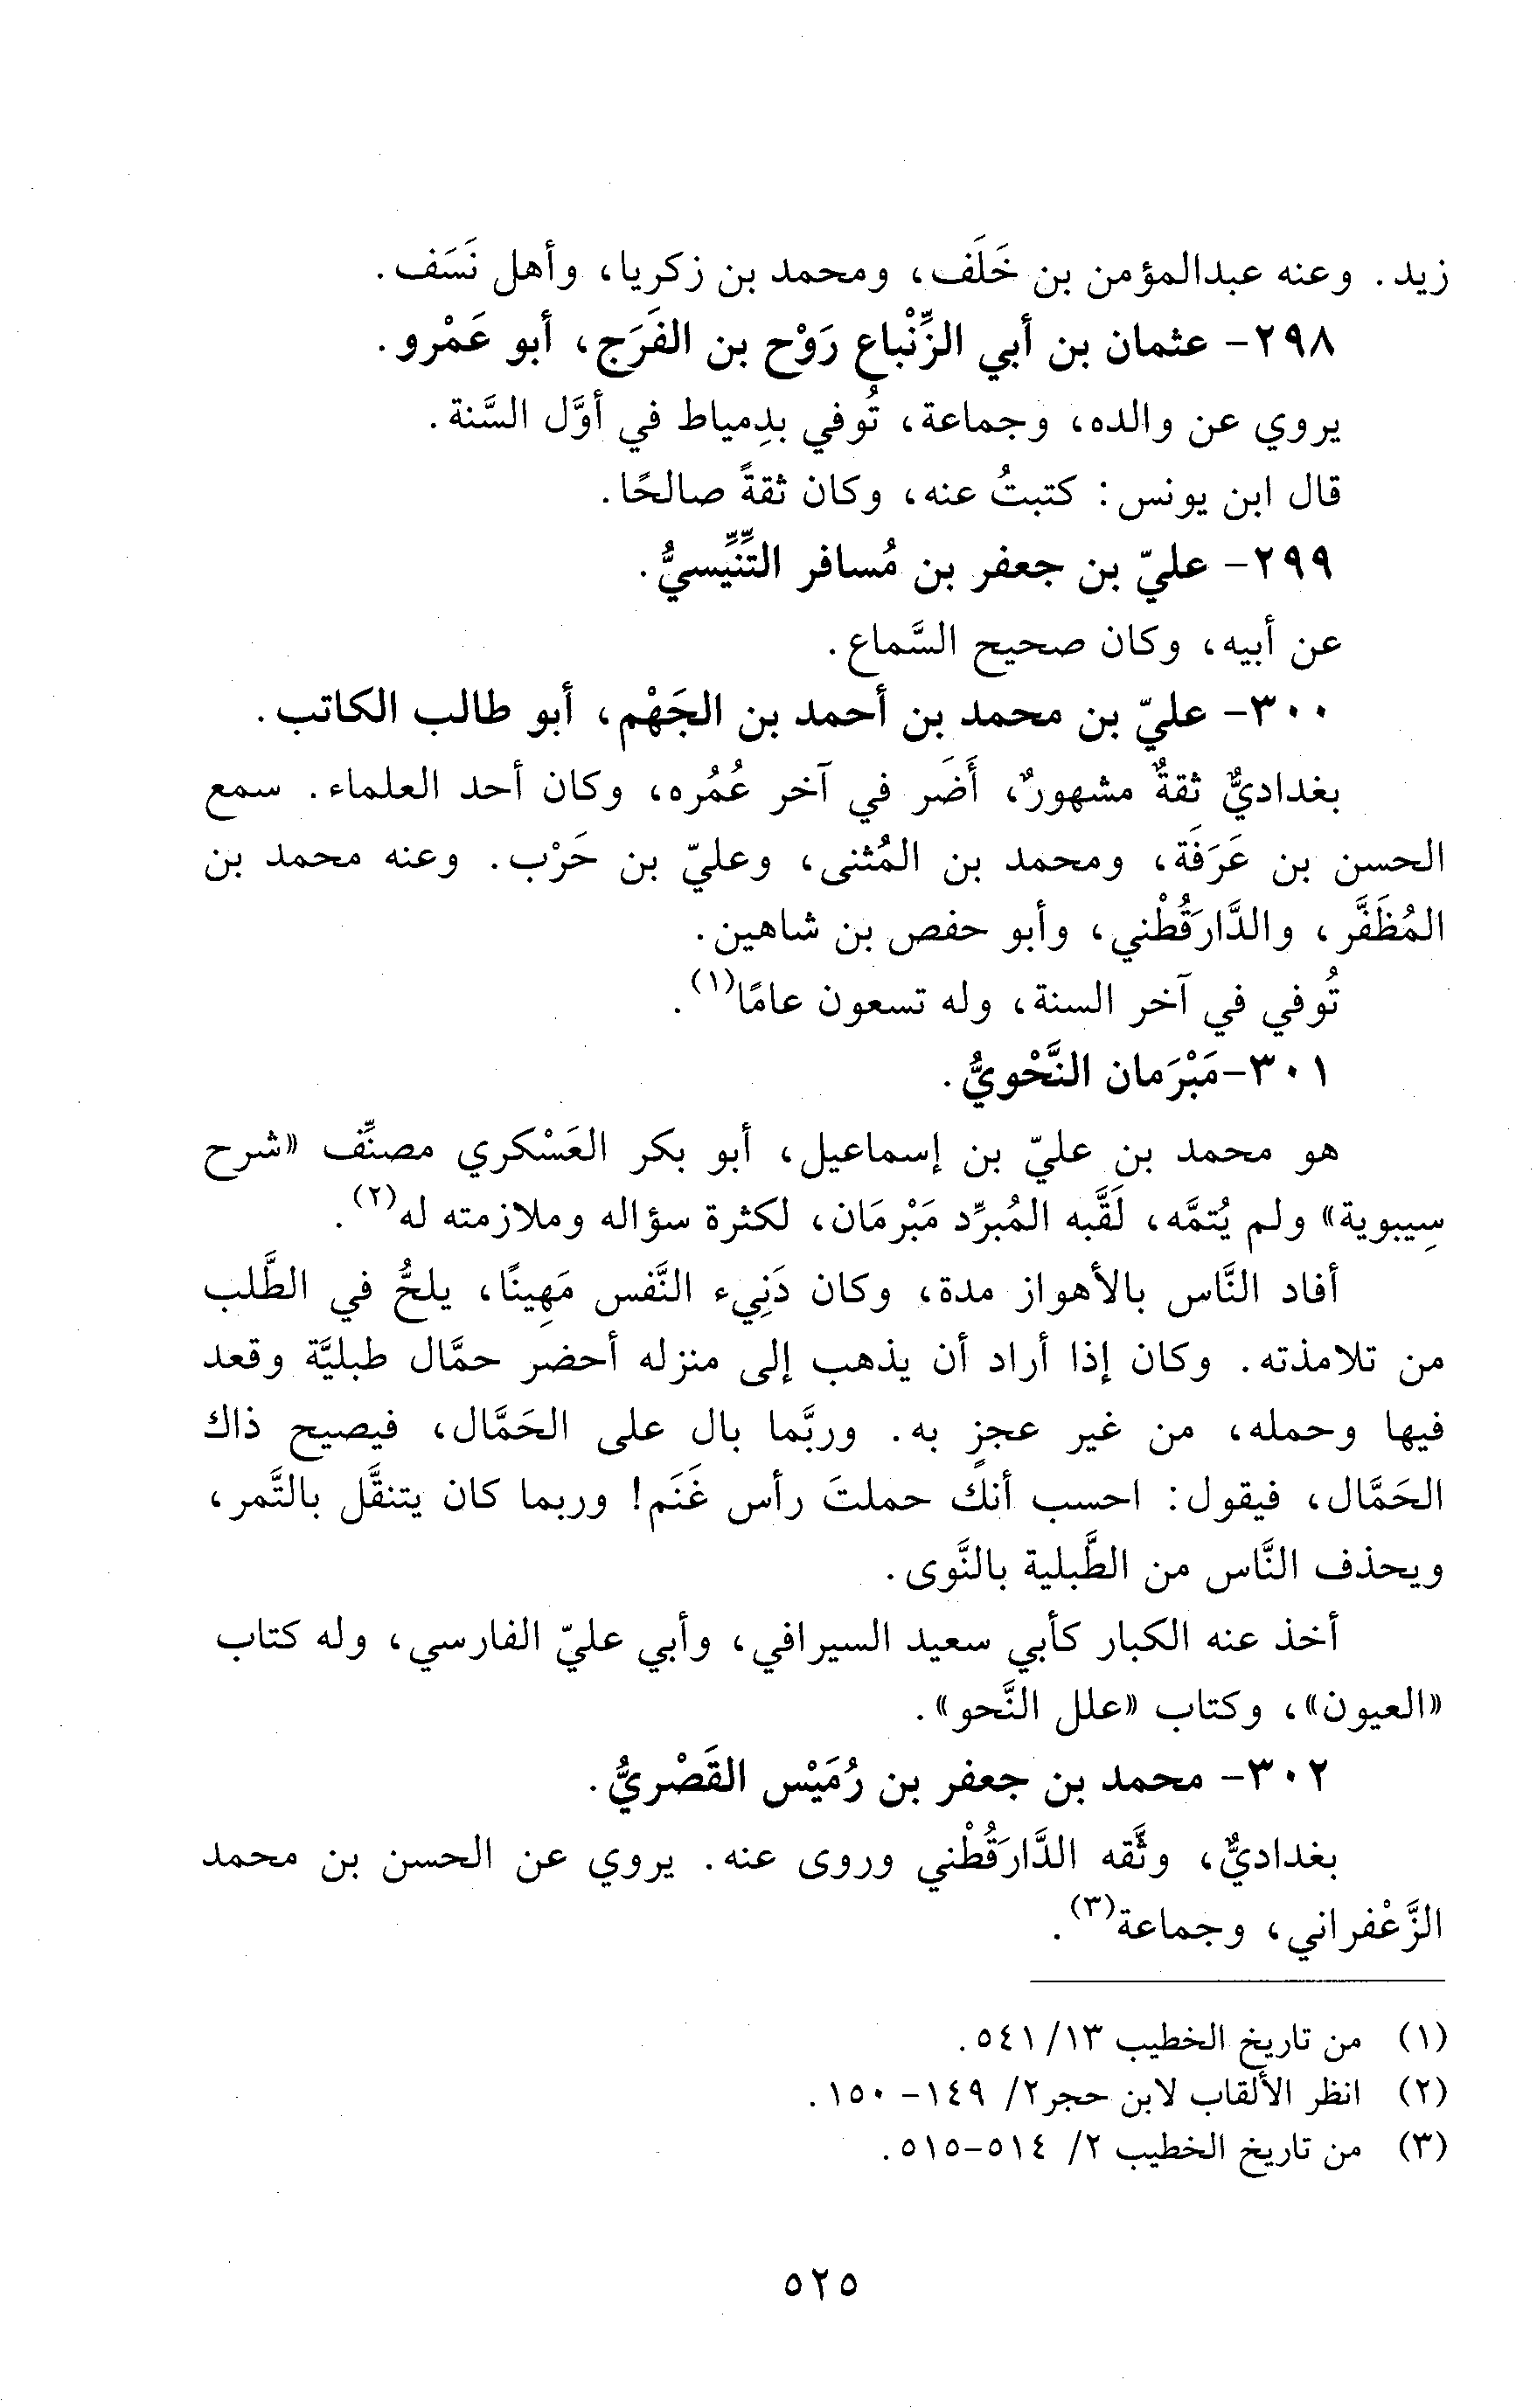 زيد. وعنه عبدالمؤمن بن خَلَف، ومحمد بن زكريا، وأهل نَسَف.
٢٩٨- عثمان بن أبي الزِّنْباع رَوْح بن الفَرَج، أبو عَمْرو.
يروي عن والده، وجماعة، تُوفي بدِمياط في أوَّل السَّنة.
قال ابن يونس: كتبتُ عنه، وكان ثقةً صالحًا.
٢٩٩- عليّ بن جعفر بن مُسافر التِّنِّيسيُّ.
عن أبيه، وكان صحيح السَّماع.
٣٠٠- عليّ بن محمد بن أحمد بن الجَهْم، أبو طالب الكاتب.
بغداديٌّ ثقةٌ مشهورٌ، أَضَر في آخر عُمُره، وكان أحد العلماء. سمع
الحسن بن عَرَفَة، ومحمد بن المُثنى، وعليّ بن حَرْب. وعنه محمد بن
المُظَفَّر، والدَّارَقُطْني، وأبو حفص بن شاهين.
تُوفي في آخر السنة، وله تسعون عامًا(١).
٣٠١-مَبْرَمان النَّحْويُّ.
هو محمد بن عليّ بن إسماعيل، أبو بكر العَسْكري مصنِّف «شرح
سِيبوية» ولم يُتمَّه، لَقَّبه المُبرِّد مَبْرمَان، لكثرة سؤاله وملازمته له(٢).
أفاد النَّاس بالأهواز مدة، وكان دَنِيء النَّفس مَهِينًا، يلحُّ في الطَّلب
من تلامذته. وكان إذا أراد أن يذهب إلى منزله أحضر حمَّال طبليَّة وقعد
فيها وحمله، من غير عجزٍ به. وربَّما بال على الحَمَّال، فيصيح ذاك
الحَمَّال، فيقول: احسب أنك حملتَ رأس غَنَم! وربما كان يتنقَّل بالتَّمر،
ويحذف النَّاس من الطَّبلية بالنَّوى.
أخذ عنه الكبار كأبي سعيد السيرافي، وأبي عليّ الفارسي، وله كتاب
«العيون»، وكتاب «علل النَّحو».
٣٠٢- محمد بن جعفر بن رُمَيْس القَصْريُّ.
بغداديٌّ، وثَّقه الدَّارَقُطْني وروى عنه. يروي عن الحسن بن محمد
الزَّعْفراني، وجماعة(٣).
(١) من تاريخ الخطيب ١٣/ ٥٤١.
(٢) انظر الألقاب لابن حجر٢/ ١٤٩- ١٥٠.
(٣) من تاريخ الخطيب ٢/ ٥١٤-٥١٥.
٥٢٥